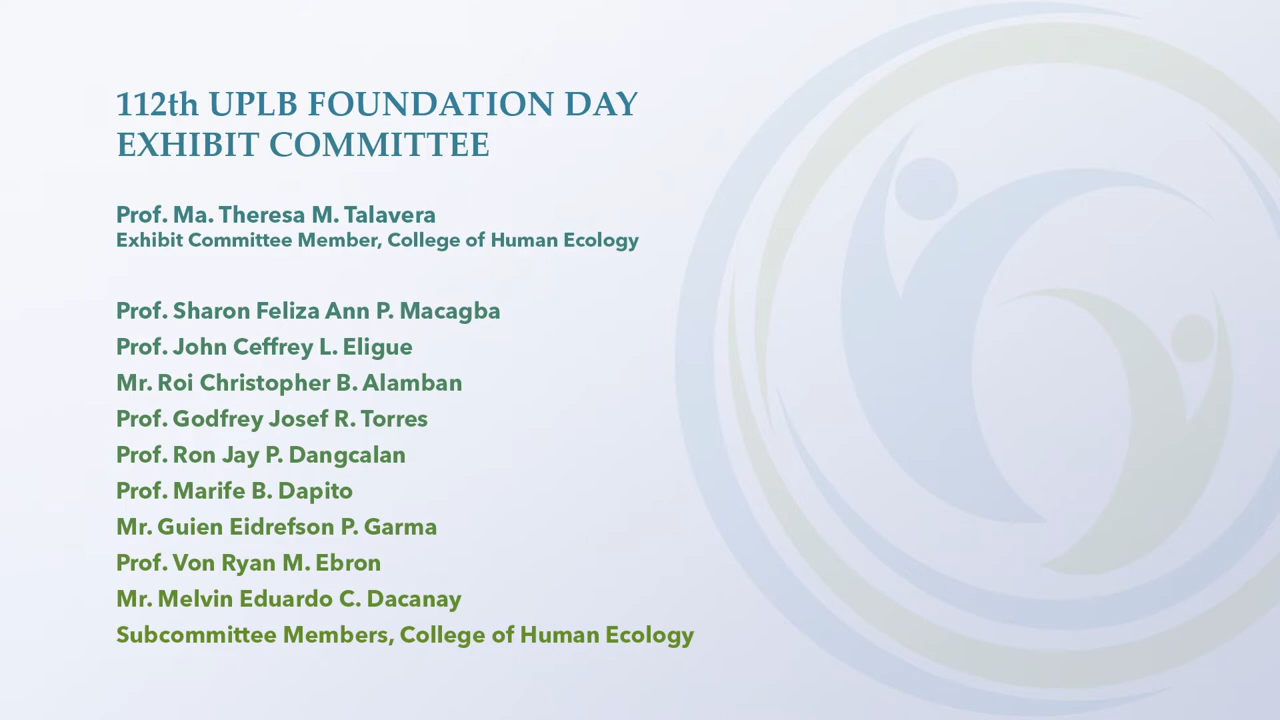 112th UPLB FOUNDATION DAY
EXHIBIT COMMITTEE
Prof. Ma. Theresa M. Talavera
Exhibit Committee Member, College of Human Ecology
Prof. Sharon Feliza Ann P. Macagba
Prof. John Ceffrey L. Eligue
Mr. Roi Christopher B. Alamban
Prof. Godfrey Josef R. Torres
Prof. Ron Jay P. Dangcalan
Prof. Marife B. Dapito
Mr. Guien Eidrefson P. Garma
Prof. Von Ryan M. Ebron
Mr. Melvin Eduardo C. Dacanay
Subcommittee Members, College of Human Ecology